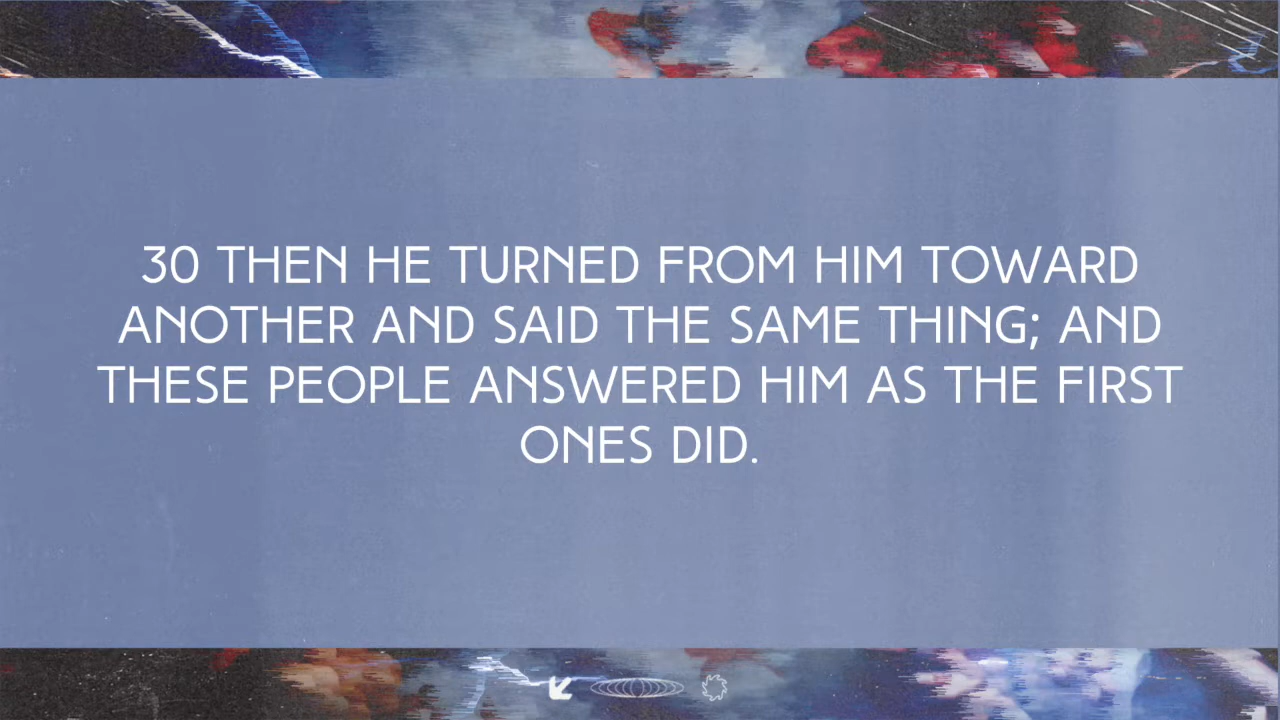 30 THEN HE TURNED FROM HIM TOWARD
ANOTHER AND SAID THE SAME THING; AND
THESE PEOPLE ANSWERED HIM AS THE FIRST
ONES DID.